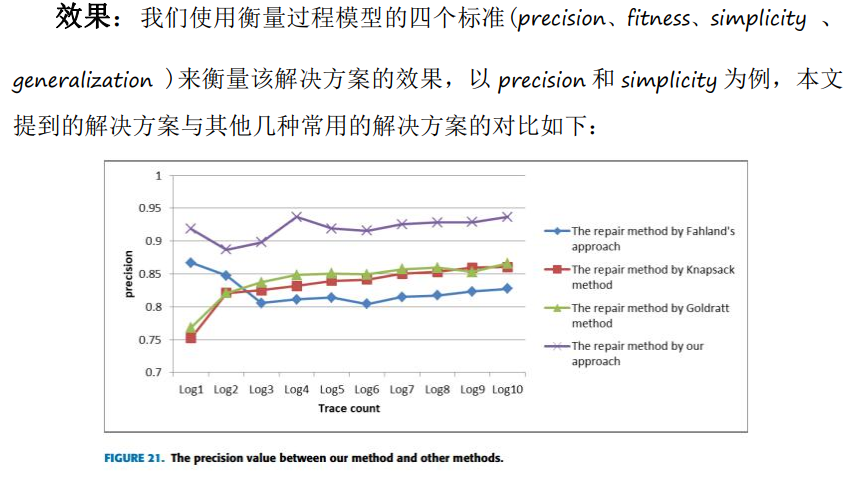 效果：我们使用衡量过程模型的四个标准(precision、fitness、simplicity 、
generalization )来衡量该解决方案的效果，以 precision 和 simplicity 为例，本文
提到的解决方案与其他几种常用的解决方案的对比如下：
1
0.95
0.9
0.85
0.8
0.75
0.7
precision
Log1 Log2 Log3 Log4 Log5 Log6 Log7 Log8 Log9 Log10
Trace count
The repair method by Fahland's
approach
The repair method by Knapsack
method
The repair method by Goldratt
method
The repair method by our
approach
FIGURE 21. The precision value between our method and other methods.